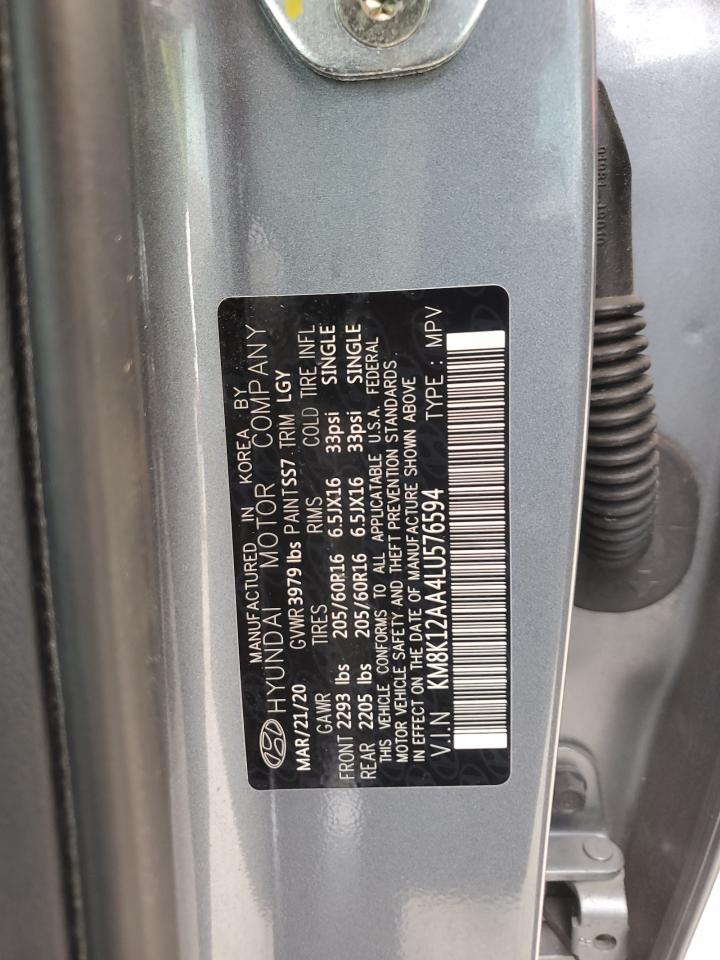 MANUFACTURED IN KOREA BY
HYUNDAI MOTOR COMPANY
MAR/21/20 GVWR 3979 lbs PAINT SS7 TRIM LGY
GAWR TIRES RIMS COLD TIRE INFL
FRONT 2293 lbs 205/60R16 6.5JX16 33psi SINGLE
REAR 2205 lbs 205/60R16 6.5JX16 33psi SINGLE
THIS VEHICLE CONFORMS TO ALL APPLICATABLE U.S.A. FEDERAL
MOTOR VEHICLE SAFETY AND THEFT PREVENTION STANDARDS
IN EFFECT ON THE DATE OF MANUFACTURE SHOWN ABOVE
V.I.N KM8K12AA4LU576594 TYPE : MPV